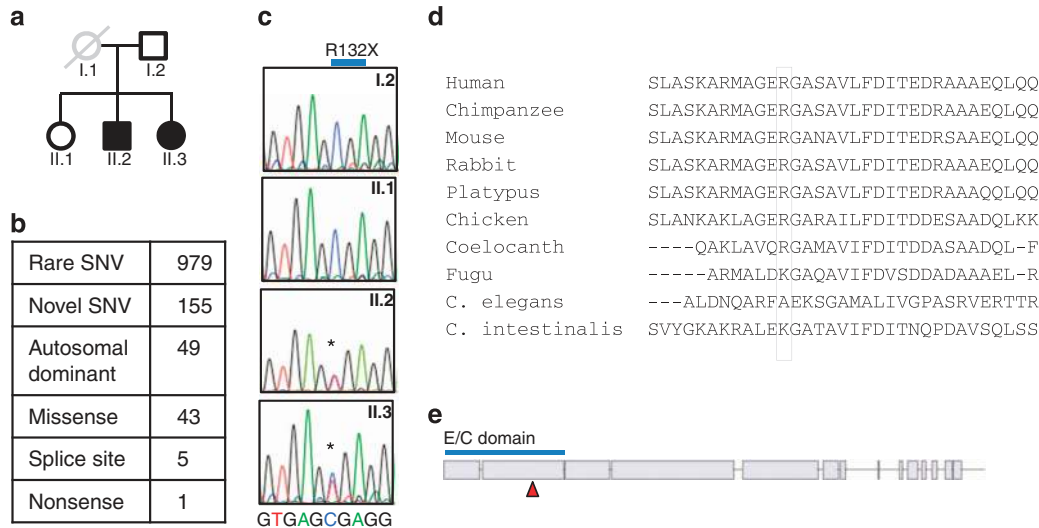 a
I.1
I.2
II.1
II.2
II.3
b
Rare SNV 979
Novel SNV 155
Autosomal dominant 49
Missense 43
Splice site 5
Nonsense 1
c
R132X
I.2
II.1
II.2
*
II.3
*
GTGAGCGAGG
d
Human SLASKARMAGERGASAVLFDITEDRAAAEQLQQ
Chimpanzee SLASKARMAGERGASAVLFDITEDRAAAEQLQQ
Mouse SLASKARMAGERGANAVLFDITEDRSAAEQLQQ
Rabbit SLASKARMAGERGASAVLFDITEDRAAAEQLQQ
Platypus SLASKARMAGERGASAVLFDITEDRAAAQQLQQ
Chicken SLANKAKLAGERGARAILFDITDDESAADQLKK
Coelocanth ----QAKLAVQRGAMAVIFDITDDASAADQL-F
Fugu -----ARMALDKGAQAVIFDVSDDADAAAEL-R
C. elegans ---ALDNQARFAEKSGAMALIVGPASRVERTTR
C. intestinalis SVYGKAKRALEKGATAVIFDITNQPDAVSQLSS
e
E/C domain